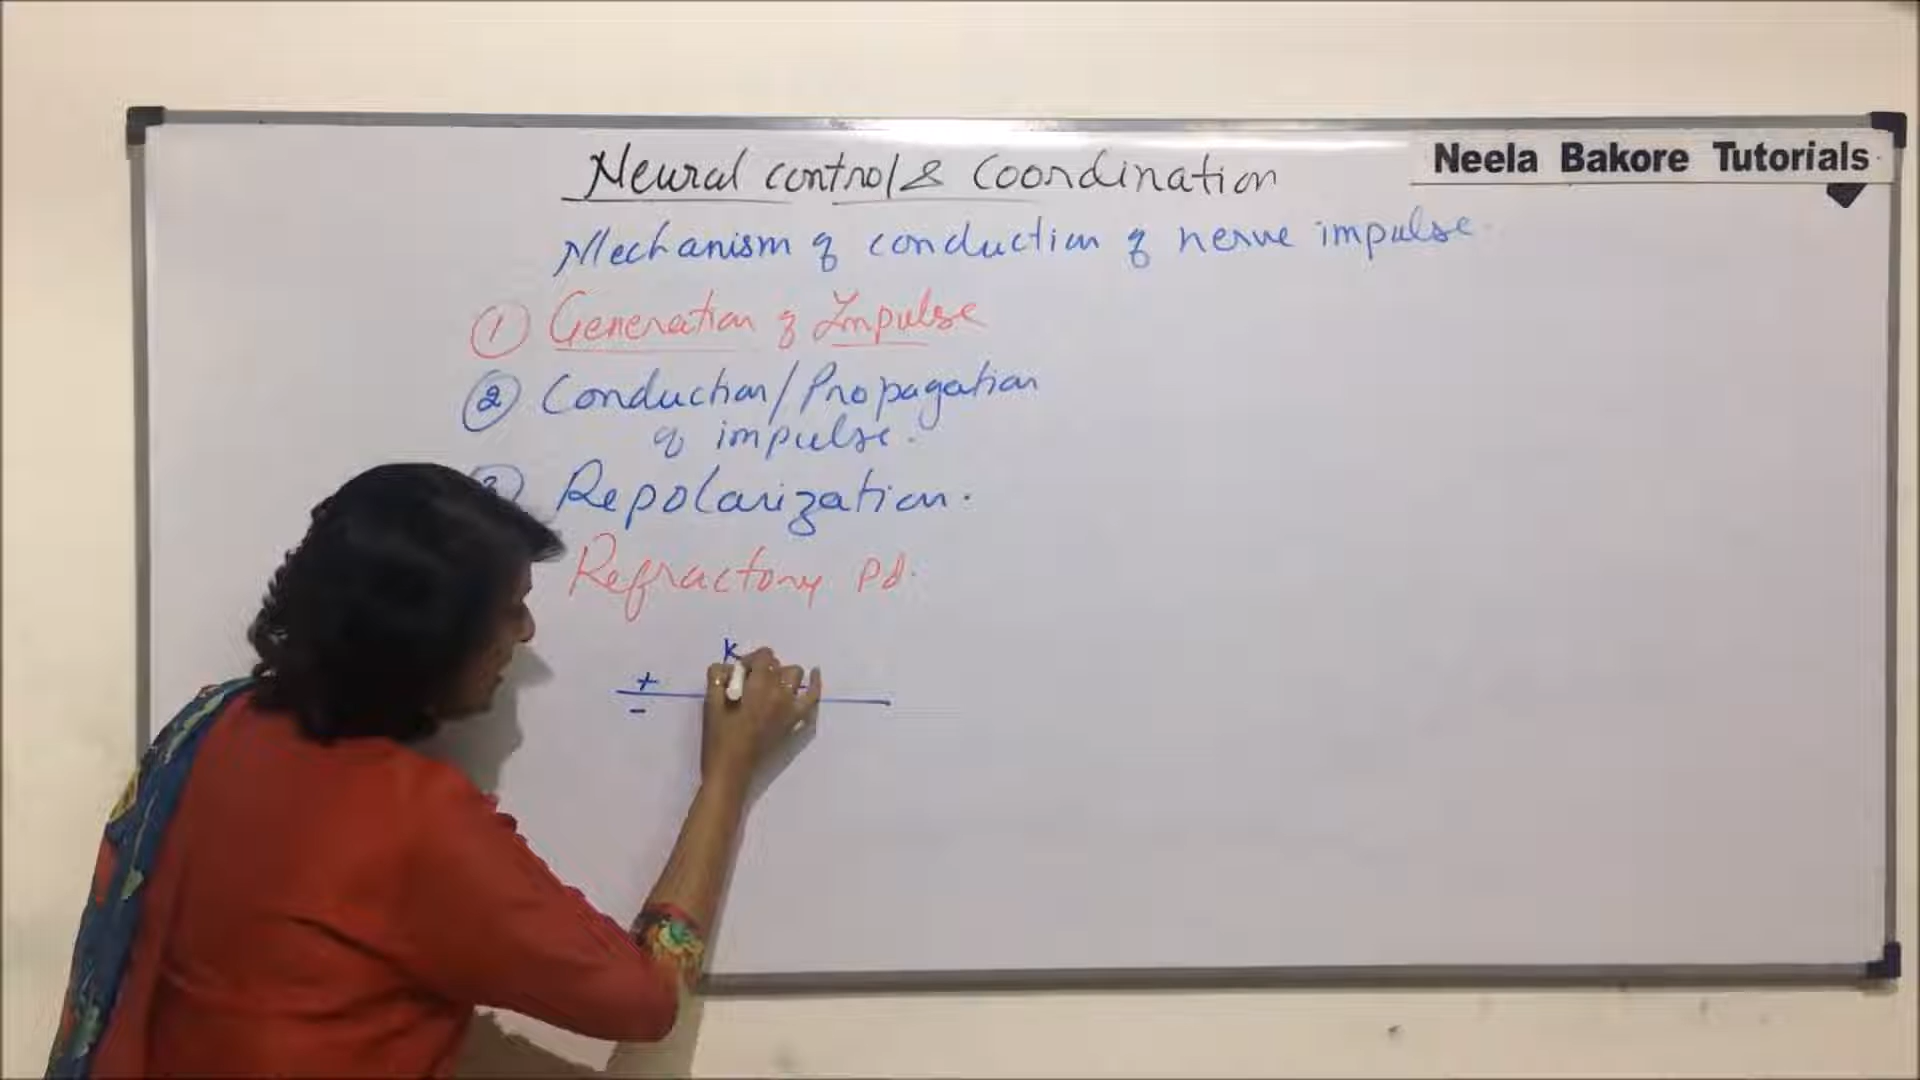 Neela Bakore Tutorials
Neural control & Coordination
Mechanism of conduction of nerve impulse.
① Generation of Impulse
② Conduction/Propagation
of impulse.
③ Repolarization.
Refractory Pd.
K
+
-